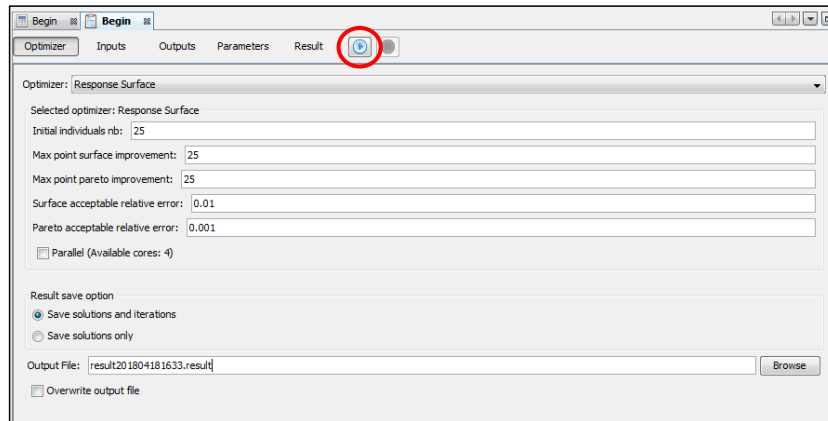 Begin Begin
Optimizer Inputs Outputs Parameters Result
Optimizer: Response Surface
Selected optimizer: Response Surface
Initial individuals nb: 25
Max point surface improvement: 25
Max point pareto improvement: 25
Surface acceptable relative error: 0.01
Pareto acceptable relative error: 0.001
Parallel (Available cores: 4)
Result save option
Save solutions and iterations
Save solutions only
Output File: result201804181633.result Browse
Overwrite output file